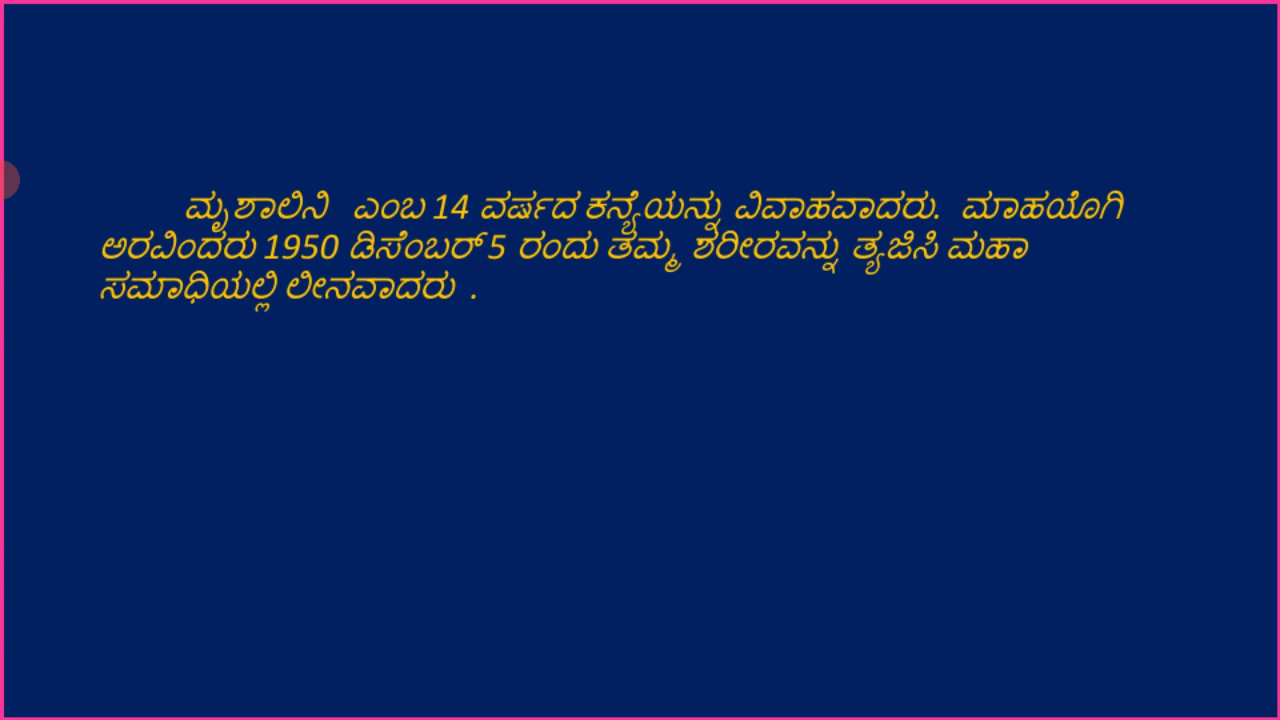 ಮೃಶಾಲಿನಿ ಎಂಬ 14 ವರ್ಷದ ಕನ್ಯೆಯನ್ನು ವಿವಾಹವಾದರು. ಮಾಹಯೊಗಿ
ಅರವಿಂದರು 1950 ಡಿಸೆಂಬರ್ 5 ರಂದು ತಮ್ಮ ಶರೀರವನ್ನು ತ್ಯಜಿಸಿ ಮಹಾ
ಸಮಾಧಿಯಲ್ಲಿ ಲೀನವಾದರು .